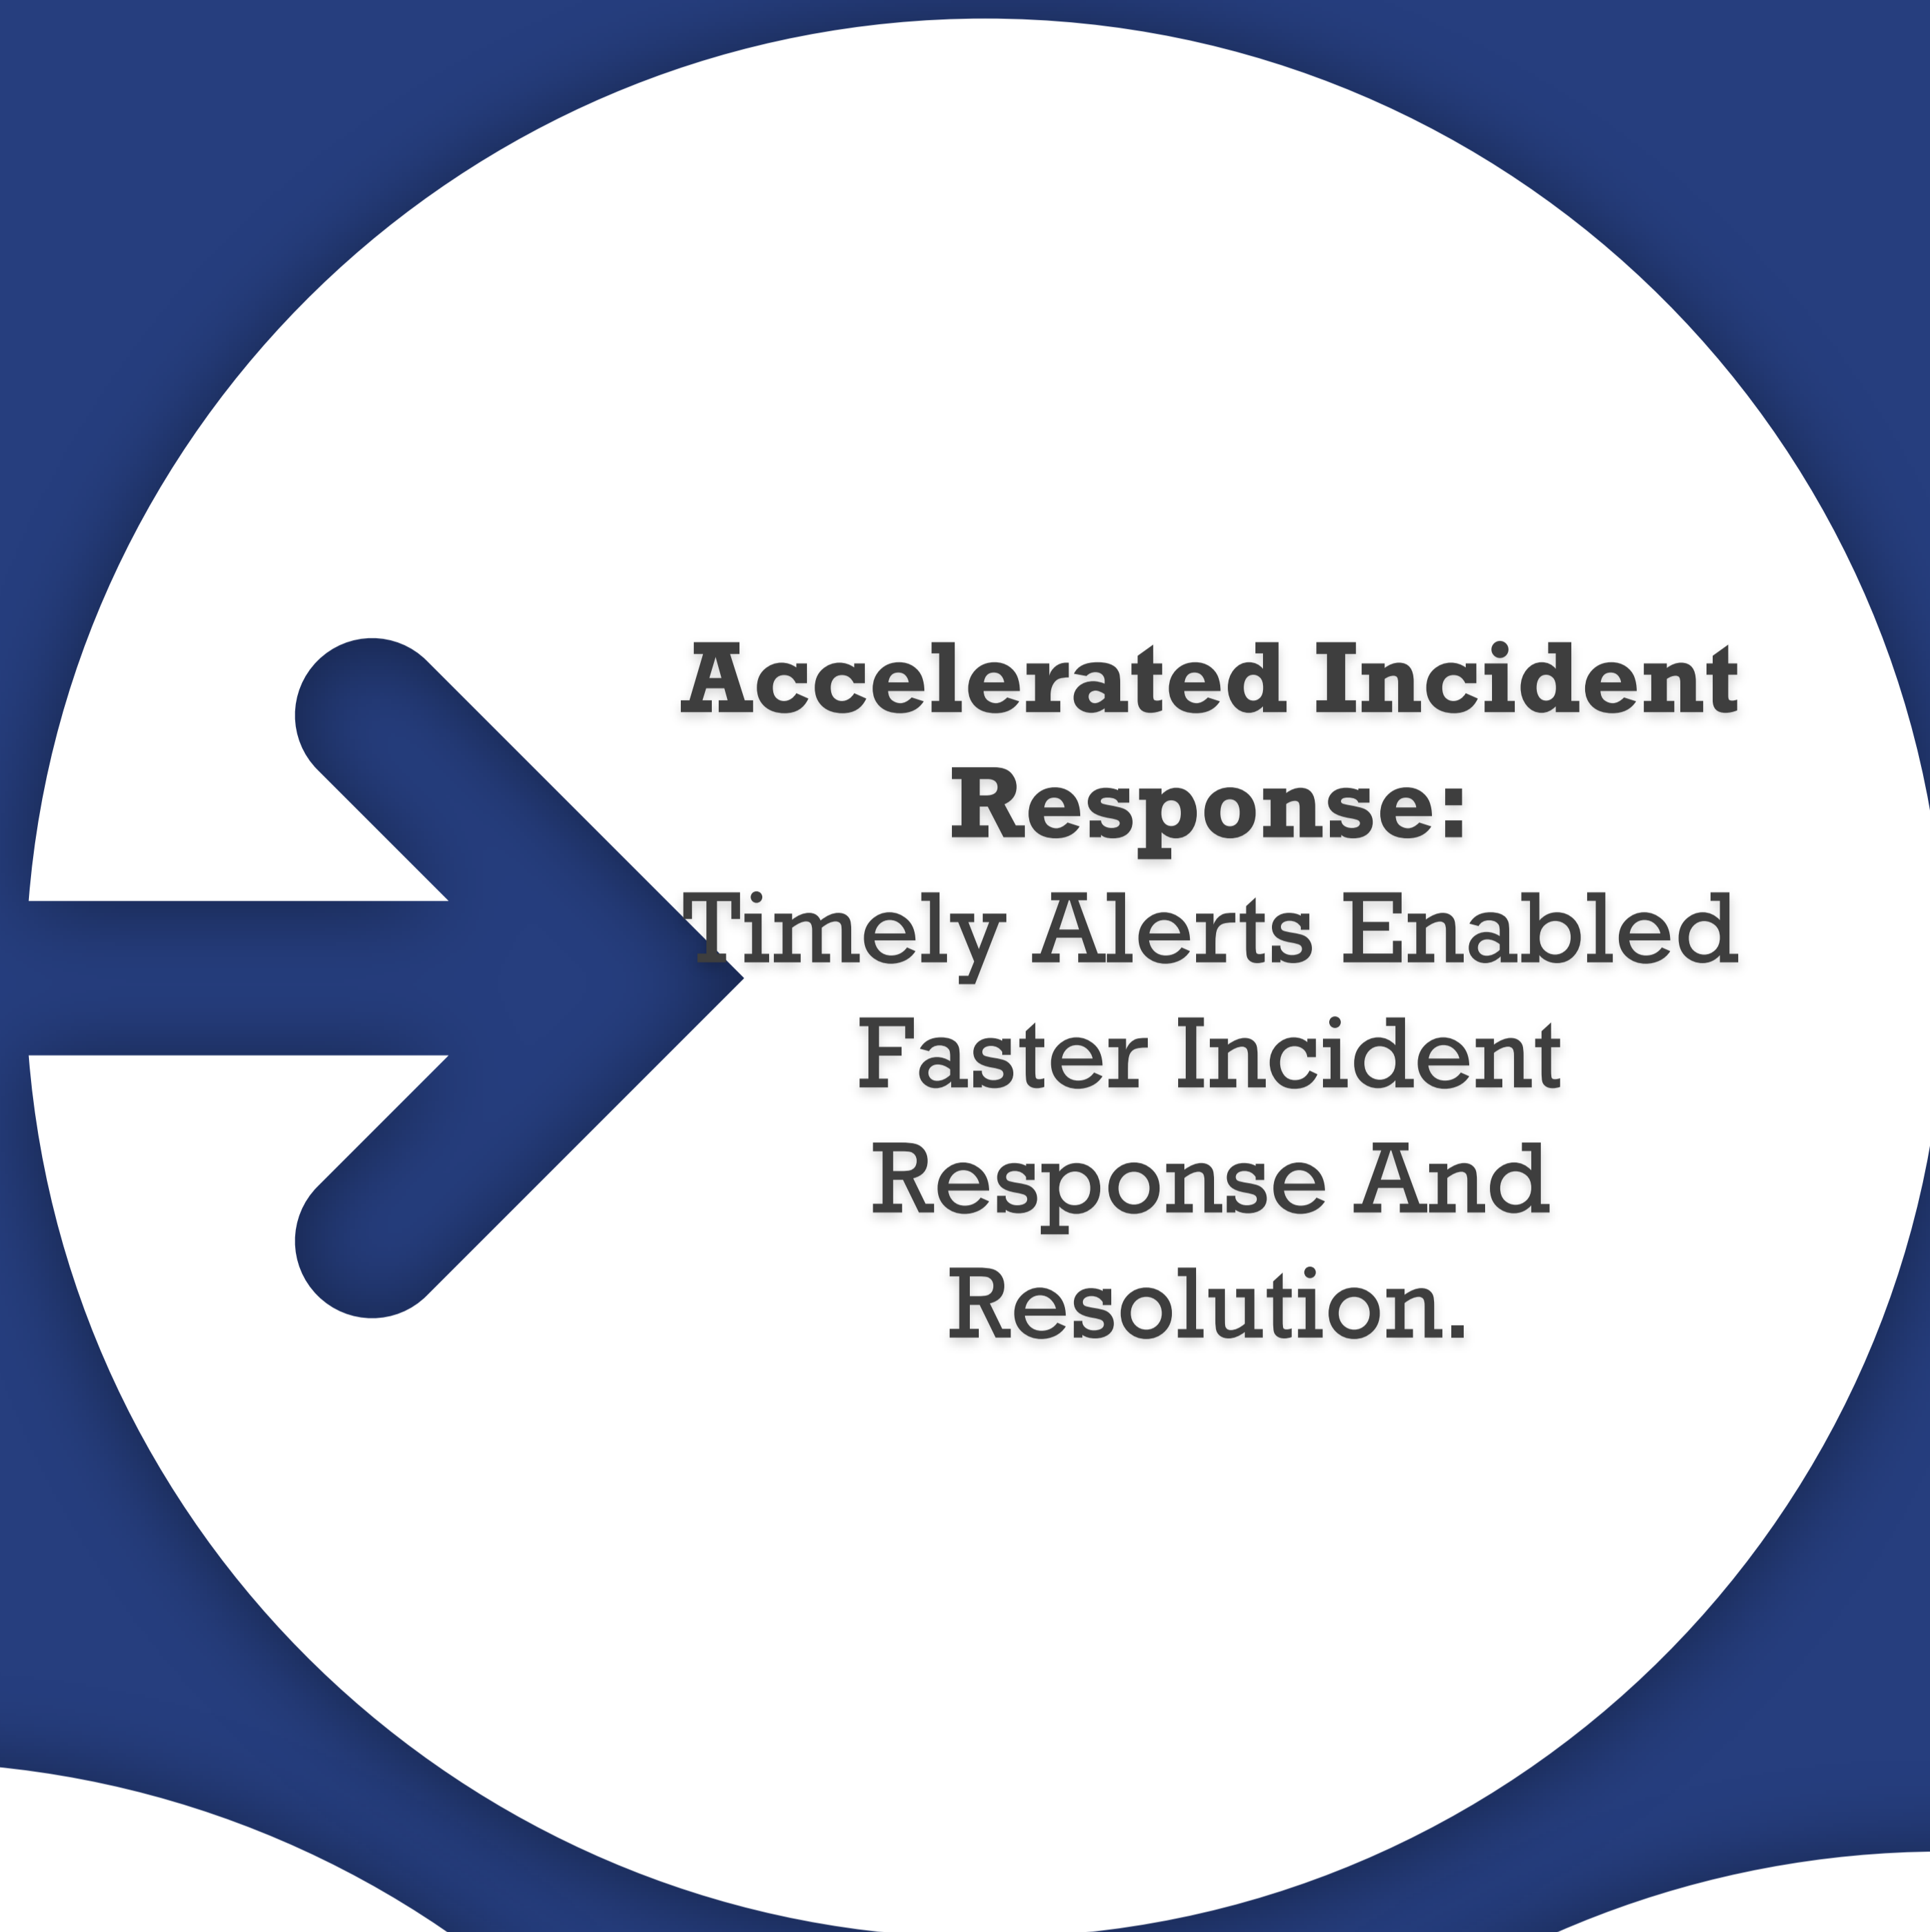 Accelerated Incident
Response:
Timely Alerts Enabled
Faster Incident
Response And
Resolution.